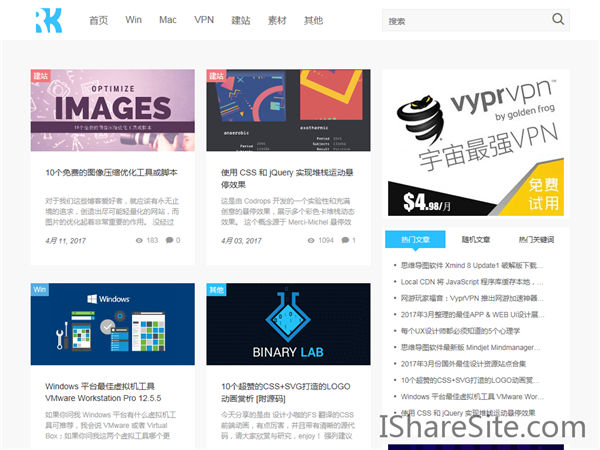 RK
首页 Win Mac VPN 建站 素材 其他
搜索
建站
OPTIMIZE
IMAGES
10个免费的图像压缩优化工具或脚本
10个免费的图像压缩优化工具或脚本
对于我们这些博客爱好者，就应该有永无止
境的追求，创造出尽可能轻量化的网站，而
图片的优化起着非常重要的作用。 没经过
4月 11, 2017 183 0
建站
anaerobic
exothermic
使用 CSS 和 jQuery 实现堆栈运动悬
停效果
这是由 Codrops 开发的一个实验性和充满
创意的悬停效果，展示多个彩色卡堆栈动态
效果。 这个概念源于 Merci-Michel 悬停效
4月 03, 2017 1094 1
vyprvpn™
by golden frog
宇宙最强VPN
$4.98/月
免费
试用
热门文章 随机文章 热门关键词
思维导图软件 Xmind 8 Update1 破解版下载...
Local CDN 将 JavaScript 程序库缓存本地，...
网游玩家福音：VyprVPN 推出网游加速神器...
2017年3月整理的最佳APP & WEB UI设计展...
每个UX设计师都必须知道的5个心理学
思维导图软件最新版 Mindjet Mindmanager...
2017年3月份国外最佳设计资源站点合集
10个超赞的CSS+SVG打造的LOGO动画赏...
Windows 平台最佳虚拟机工具 VMware Wor...
使用 CSS 和 jQuery 实现堆栈运动悬停效果
Win
Windows
Windows 平台最佳虚拟机工具
VMware Workstation Pro 12.5.5
如果你问我 Windows 平台有什么虚拟机工
具可推荐，我会说 VMware 或者 Virtual
Box；如果你问我这两个虚拟工具哪个更
其他
BINARY LAB
10个超赞的CSS+SVG打造的LOGO
动画赏析 [附源码]
今天分享的是由 设计小咖の/FS 翻译的CSS
前端动画，有点厉害，并且带有清晰的源代
码，请大家欣赏与研究，enjoy！ 强烈建议
IShareSite.com